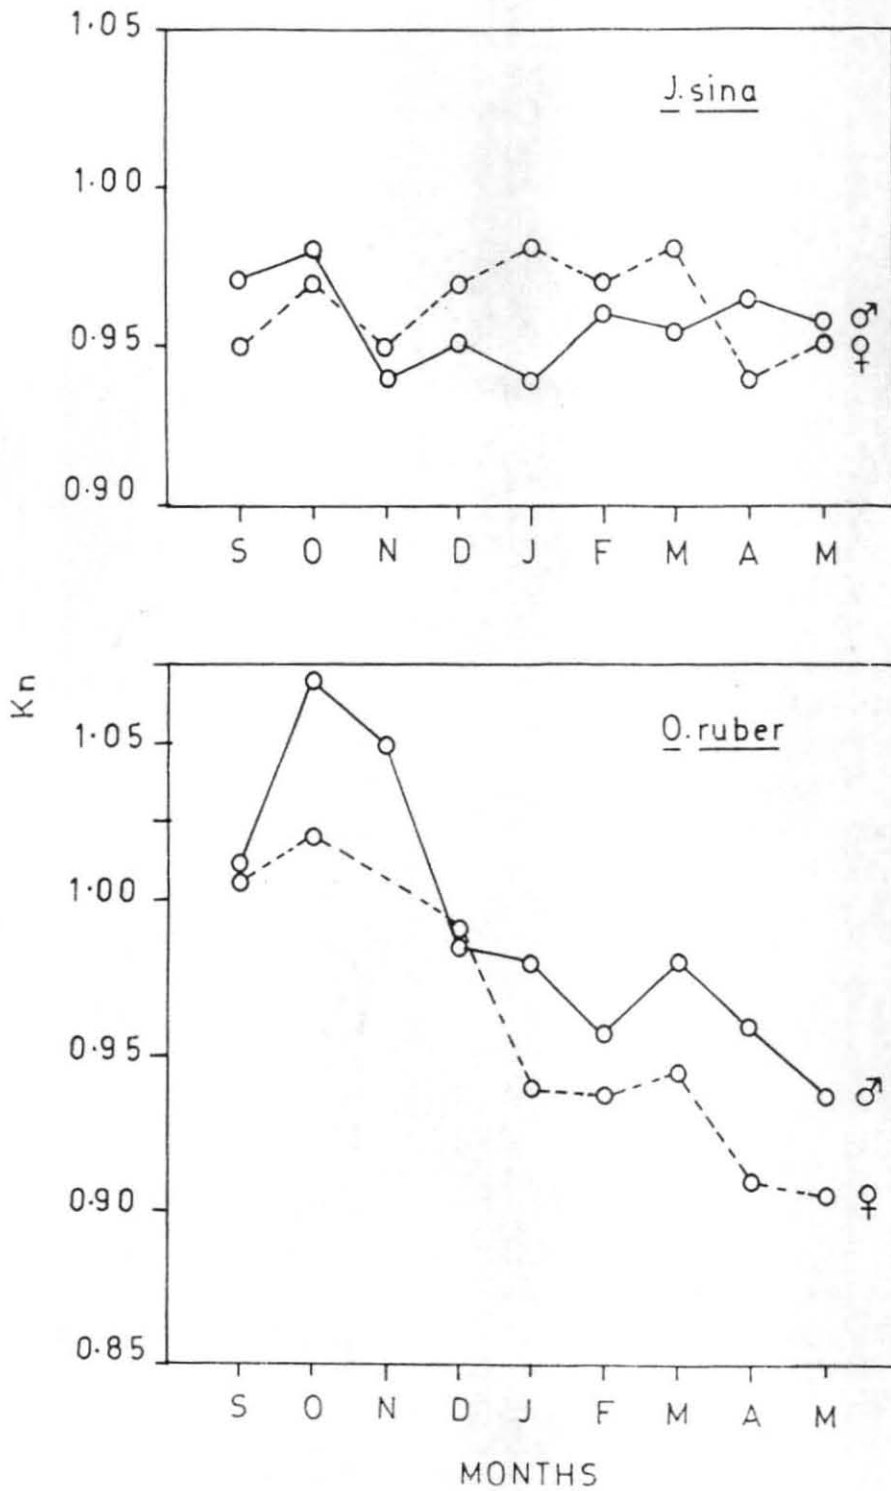 1.05
J. sina
1.00
0.95
♂
♀
0.90
S O N D J F M A M
Kn
1.05
O. ruber
1.00
0.95
♂
0.90
♀
0.85
S O N D J F M A M
MONTHS